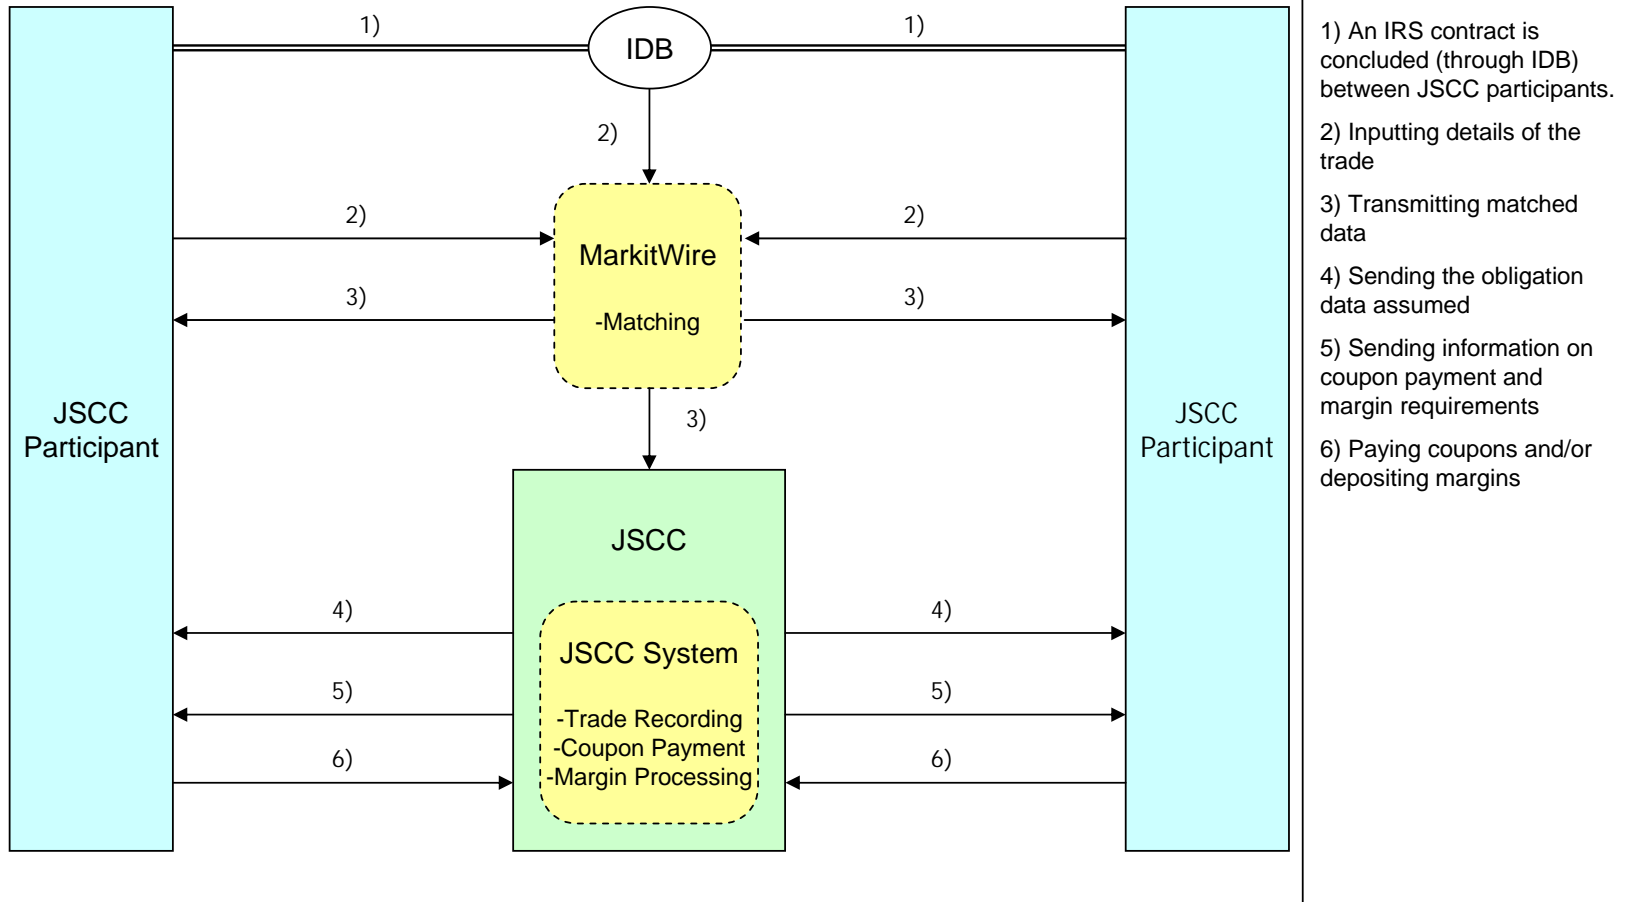 1)
1)
IDB
2)
2)
2)
MarkitWire
3)
3)
-Matching
3)
JSCC
Participant
JSCC
Participant
JSCC
4)
4)
JSCC System
5)
5)
-Trade Recording
-Coupon Payment
-Margin Processing
6)
6)
1) An IRS contract is
concluded (through IDB)
between JSCC participants.
2) Inputting details of the
trade
3) Transmitting matched
data
4) Sending the obligation
data assumed
5) Sending information on
coupon payment and
margin requirements
6) Paying coupons and/or
depositing margins